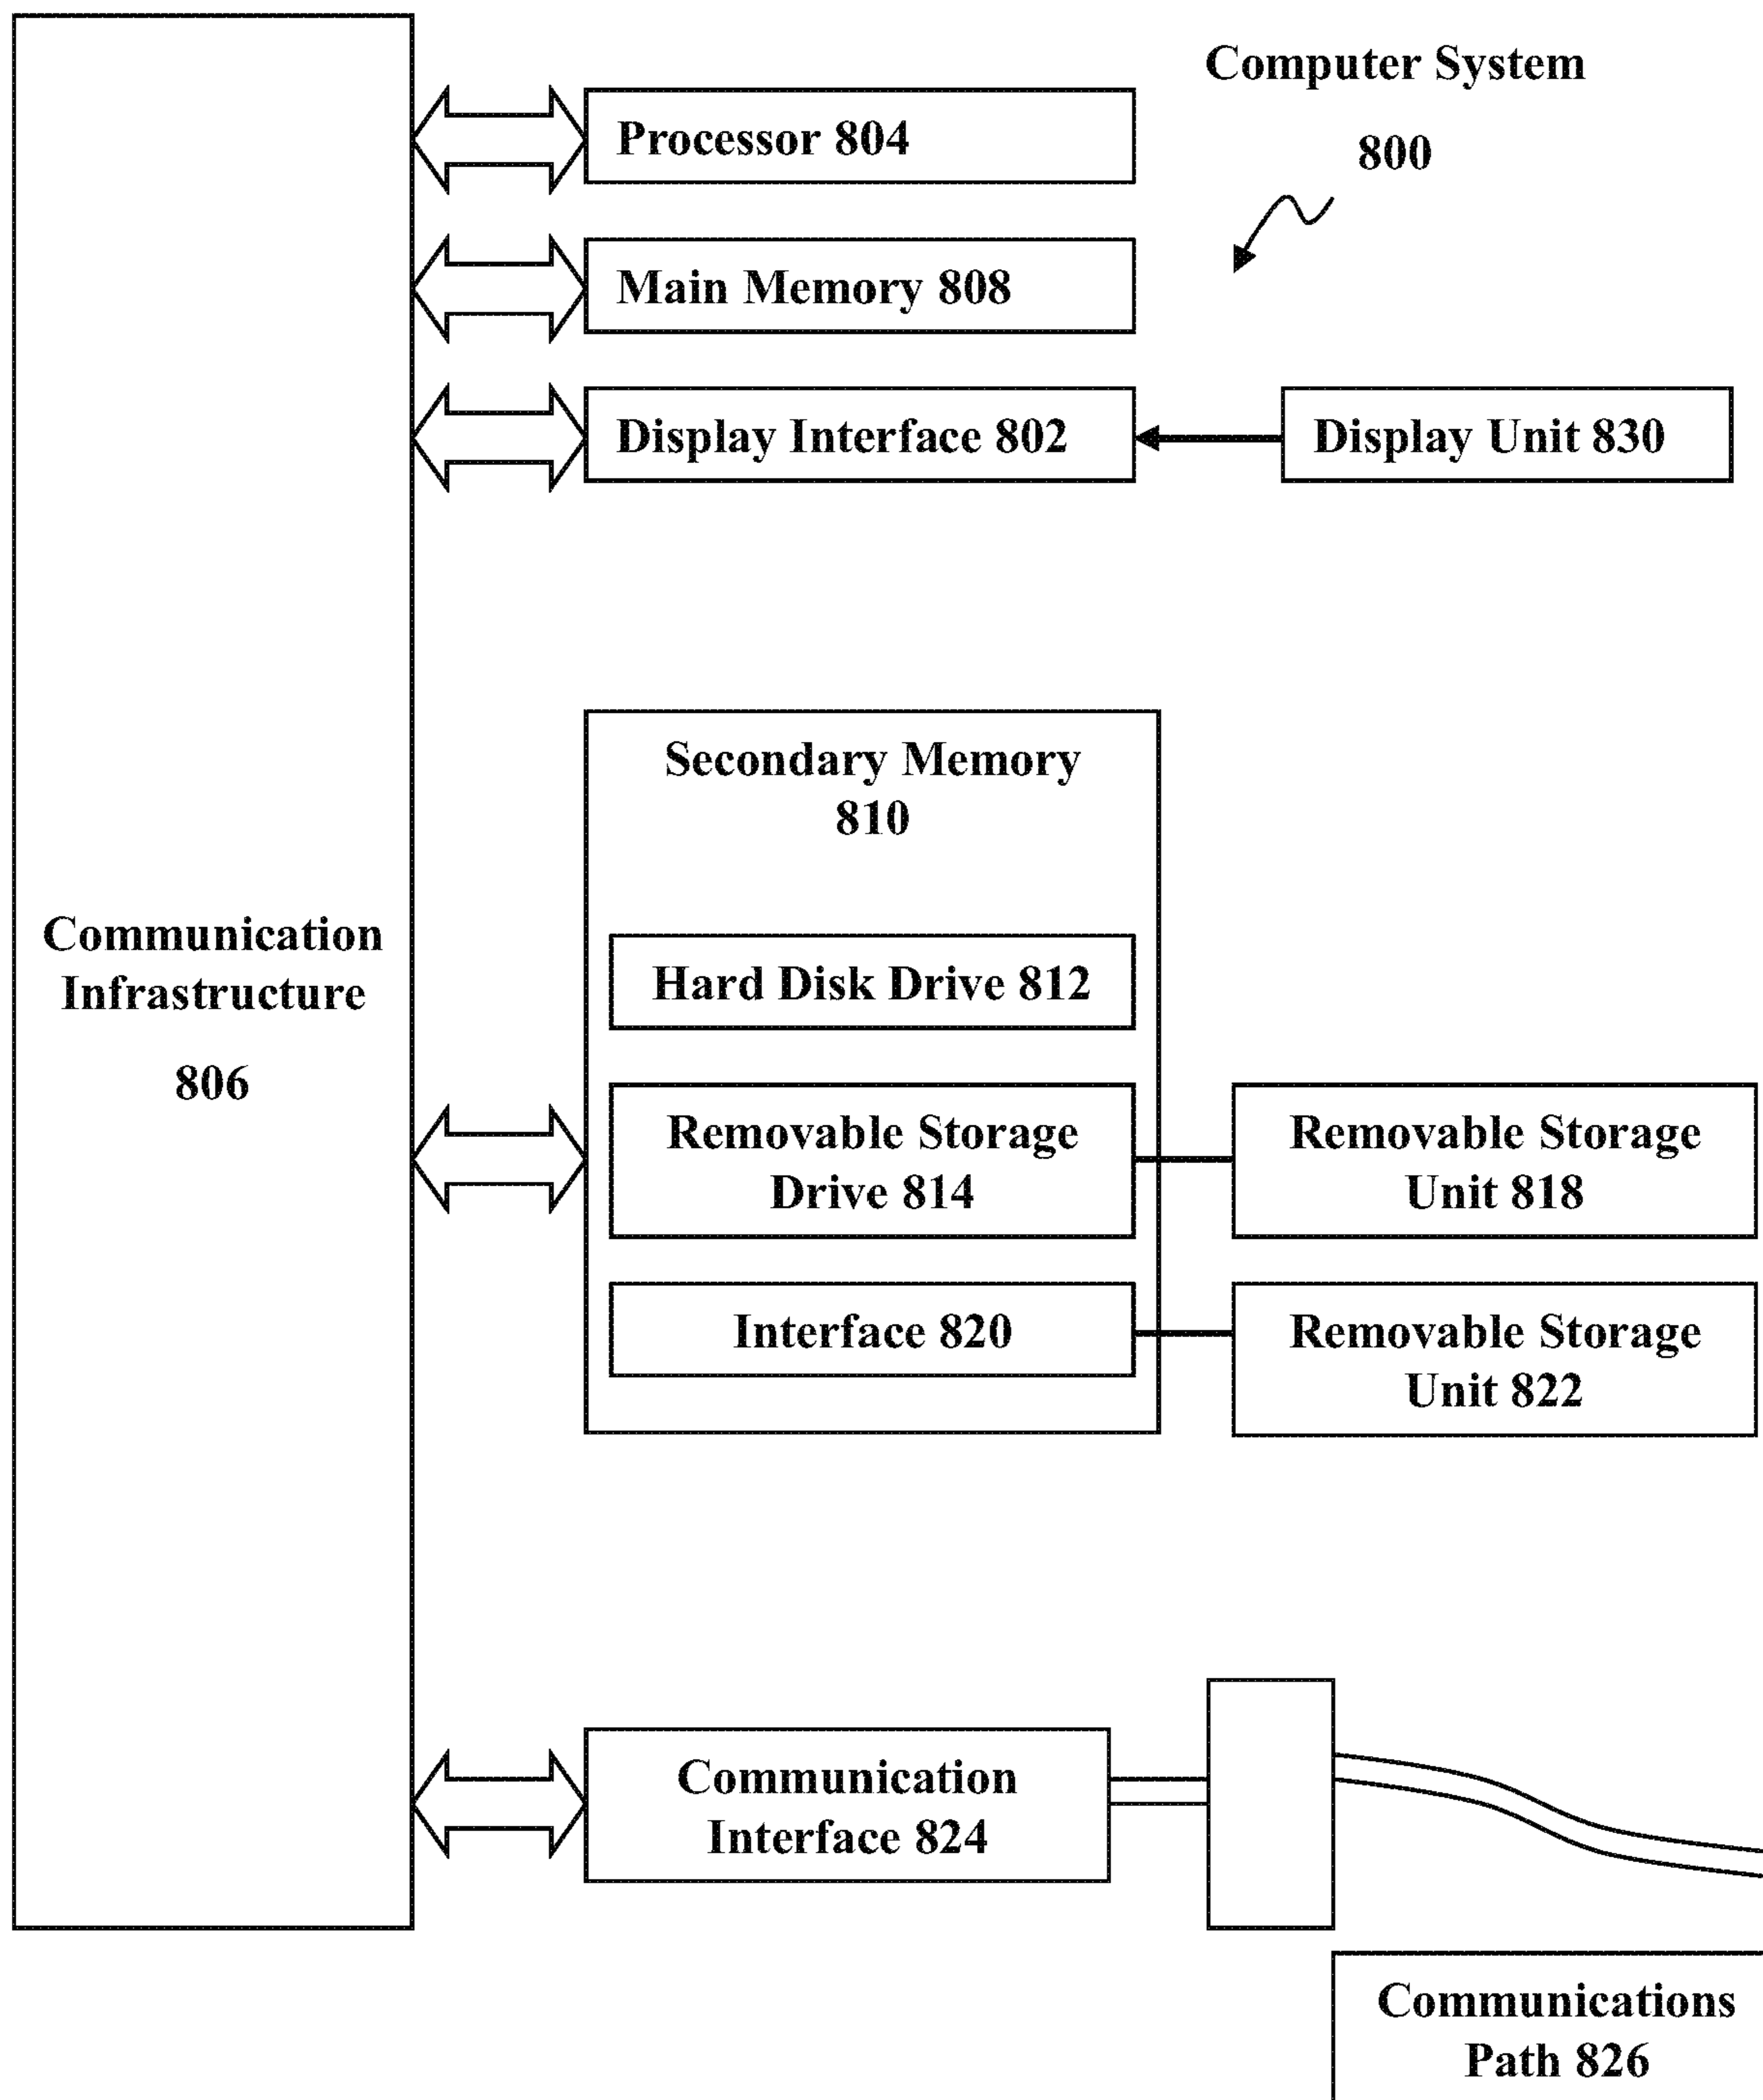 Computer System
800
Processor 804
Main Memory 808
Display Interface 802
Display Unit 830
Secondary Memory
810
Communication
Infrastructure
806
Hard Disk Drive 812
Removable Storage
Drive 814
Removable Storage
Unit 818
Interface 820
Removable Storage
Unit 822
Communication
Interface 824
Communications
Path 826